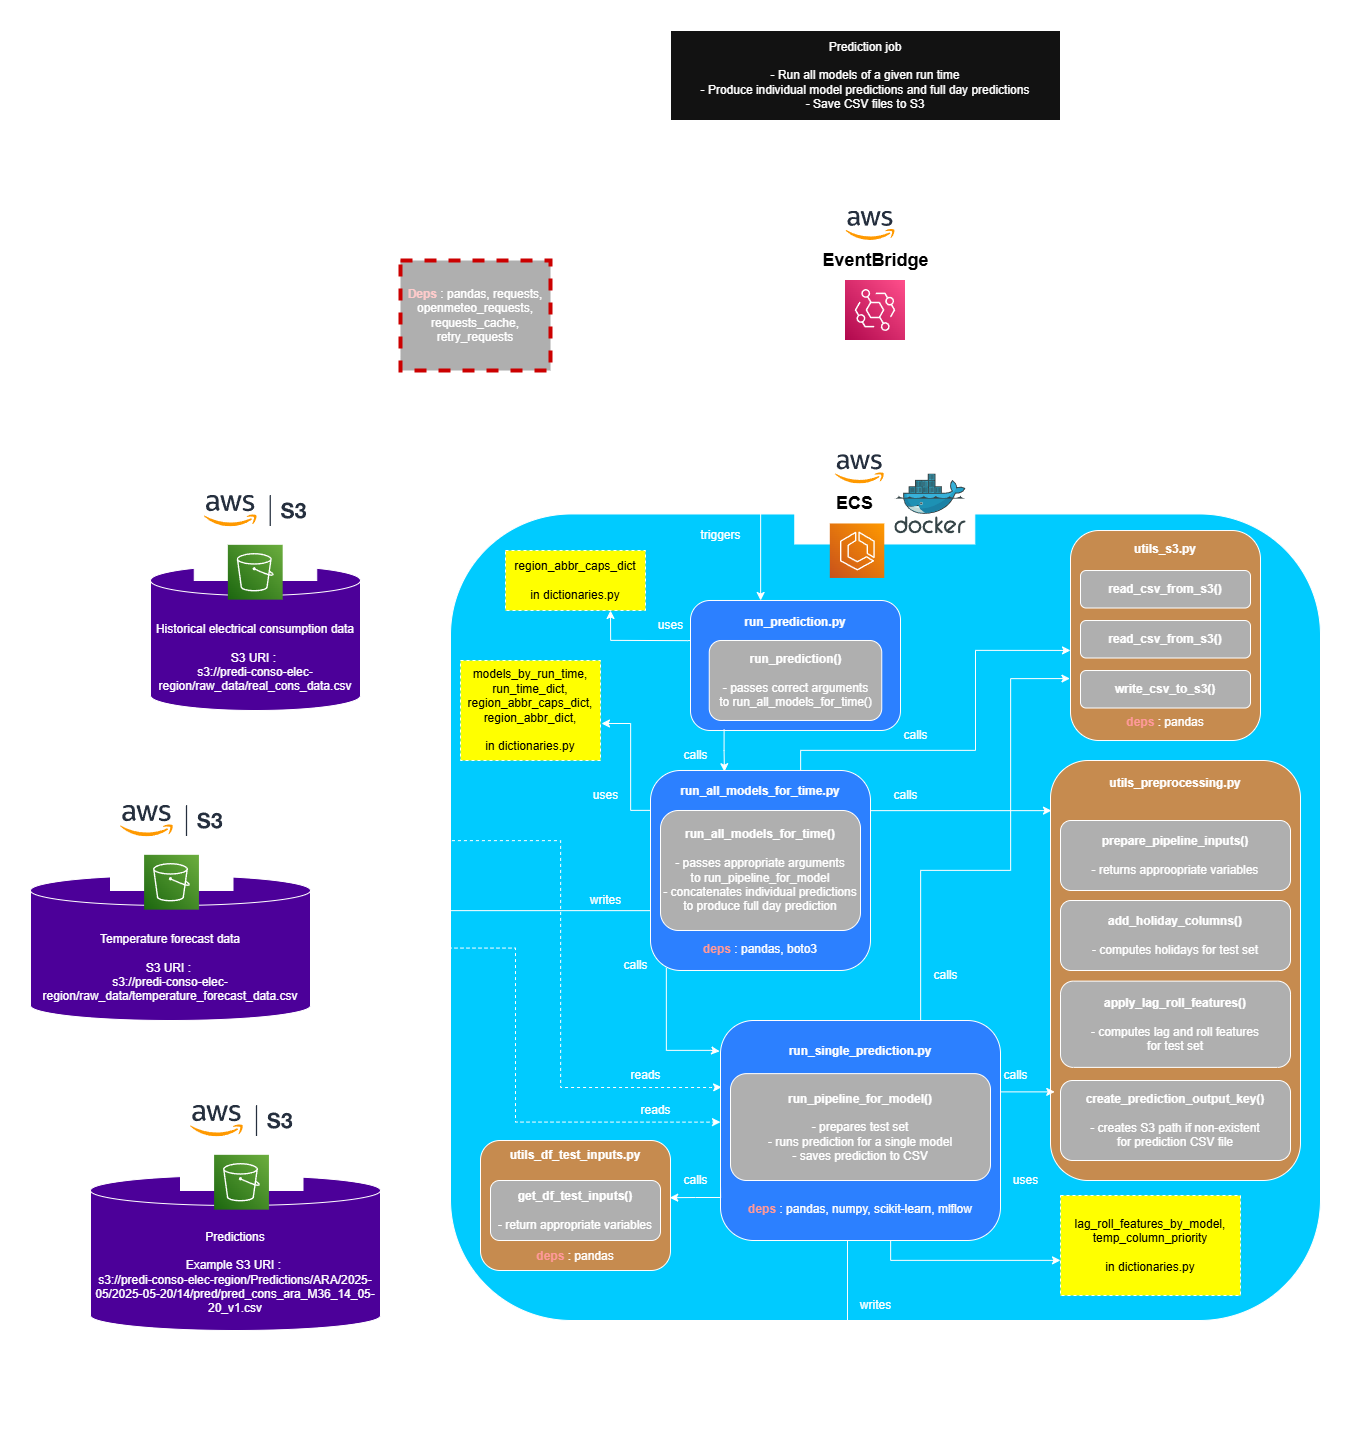 Prediction job
- Run all models of a given run time
- Produce individual model predictions and full day predictions
- Save CSV files to S3
aws
EventBridge
Deps : pandas, requests,
openmeteo_requests,
requests_cache,
retry_requests
aws
ECS
docker
aws | S3
Historical electrical consumption data
S3 URI :
s3://predi-conso-elec-
region/raw_data/real_cons_data.csv
aws | S3
Temperature forecast data
S3 URI :
s3://predi-conso-elec-
region/raw_data/temperature_forecast_data.csv
aws | S3
Predictions
Example S3 URI :
s3://predi-conso-elec-region/Predictions/ARA/2025-
05/2025-05-20/14/pred/pred_cons_ara_M36_14_05-
20_v1.csv
triggers
region_abbr_caps_dict
in dictionaries.py
uses
run_prediction.py
run_prediction()
- passes correct arguments
to run_all_models_for_time()
models_by_run_time,
run_time_dict,
region_abbr_caps_dict,
region_abbr_dict,
in dictionaries.py
calls
calls
uses
run_all_models_for_time.py
run_all_models_for_time()
- passes appropriate arguments
to run_pipeline_for_model
- concatenates individual predictions
to produce full day prediction
deps : pandas, boto3
calls
writes
calls
calls
run_single_prediction.py
run_pipeline_for_model()
- prepares test set
- runs prediction for a single model
- saves prediction to CSV
deps : pandas, numpy, scikit-learn, mlflow
reads
reads
calls
calls
uses
writes
utils_df_test_inputs.py
get_df_test_inputs()
- return appropriate variables
deps : pandas
utils_s3.py
read_csv_from_s3()
read_csv_from_s3()
write_csv_to_s3()
deps : pandas
utils_preprocessing.py
prepare_pipeline_inputs()
- returns approopriate variables
add_holiday_columns()
- computes holidays for test set
apply_lag_roll_features()
- computes lag and roll features
for test set
create_prediction_output_key()
- creates S3 path if non-existent
for prediction CSV file
lag_roll_features_by_model,
temp_column_priority
in dictionaries.py